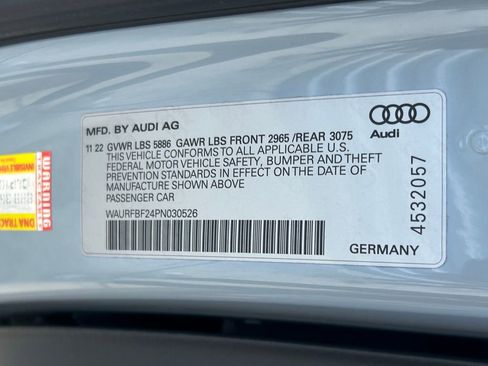 MFD. BY AUDI AG
11 22 GVWR LBS 5886 GAWR LBS FRONT 2965 /REAR 3075
THIS VEHICLE CONFORMS TO ALL APPLICABLE U.S.
FEDERAL MOTOR VEHICLE SAFETY, BUMPER AND THEFT
PREVENTION STANDARDS IN EFFECT ON THE DATE OF
MANUFACTURE SHOWN ABOVE
PASSENGER CAR
WAURFBF24PN030526
Audi
4532057
GERMANY
WARNING
DNA TRAC